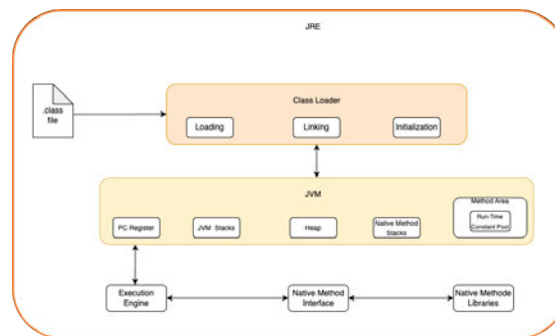 JRE
.class
file
Class Loader
Loading
Linking
Initialization
JVM
PC Register
JVM Stacks
Heap
Native Method
Stacks
Method Area
Run-Time
Constant Pool
Execution
Engine
Native Method
Interface
Native Methode
Libraries